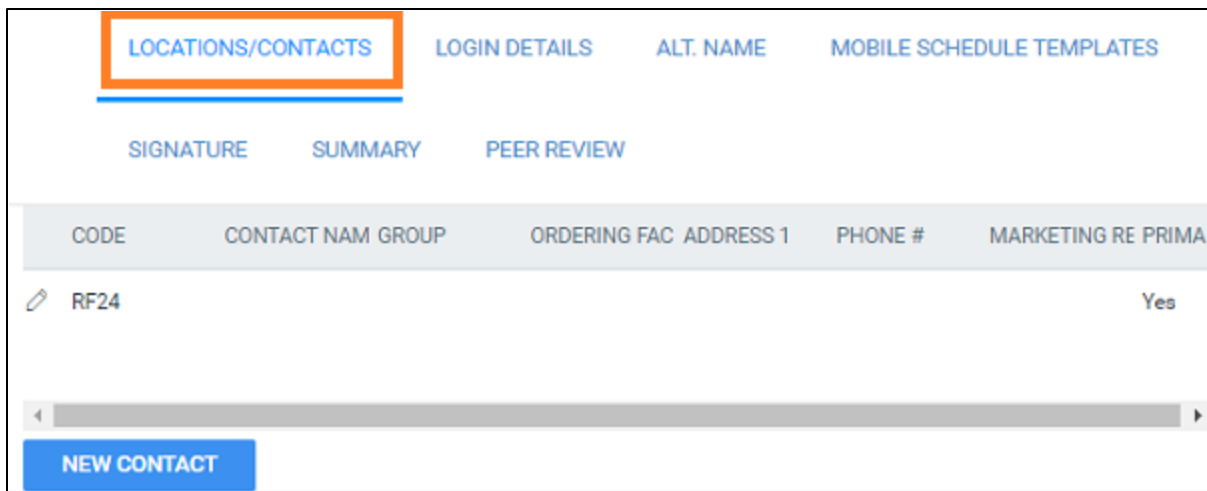 LOCATIONS/CONTACTS LOGIN DETAILS ALT. NAME MOBILE SCHEDULE TEMPLATES
SIGNATURE SUMMARY PEER REVIEW
CODE CONTACT NAM GROUP ORDERING FAC ADDRESS 1 PHONE # MARKETING RE PRIMA
RF24 Yes
NEW CONTACT